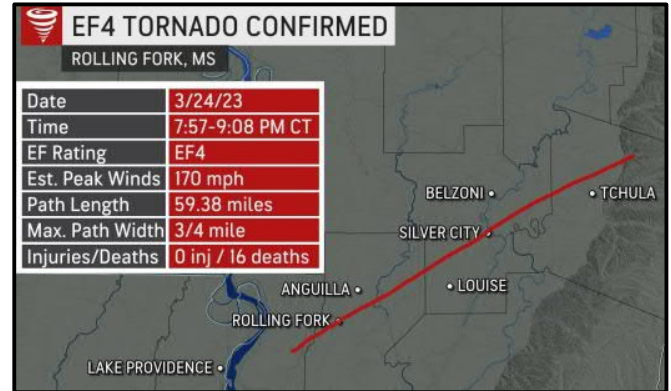 EF4 TORNADO CONFIRMED
ROLLING FORK, MS
Date 3/24/23
Time 7:57-9:08 PM CT
EF Rating EF4
Est. Peak Winds 170 mph
Path Length 59.38 miles
Max. Path Width 3/4 mile
Injuries/Deaths 0 inj / 16 deaths
BELZONI
TCHULA
SILVER CITY
ANGUILLA
LOUISE
ROLLING FORK
LAKE PROVIDENCE